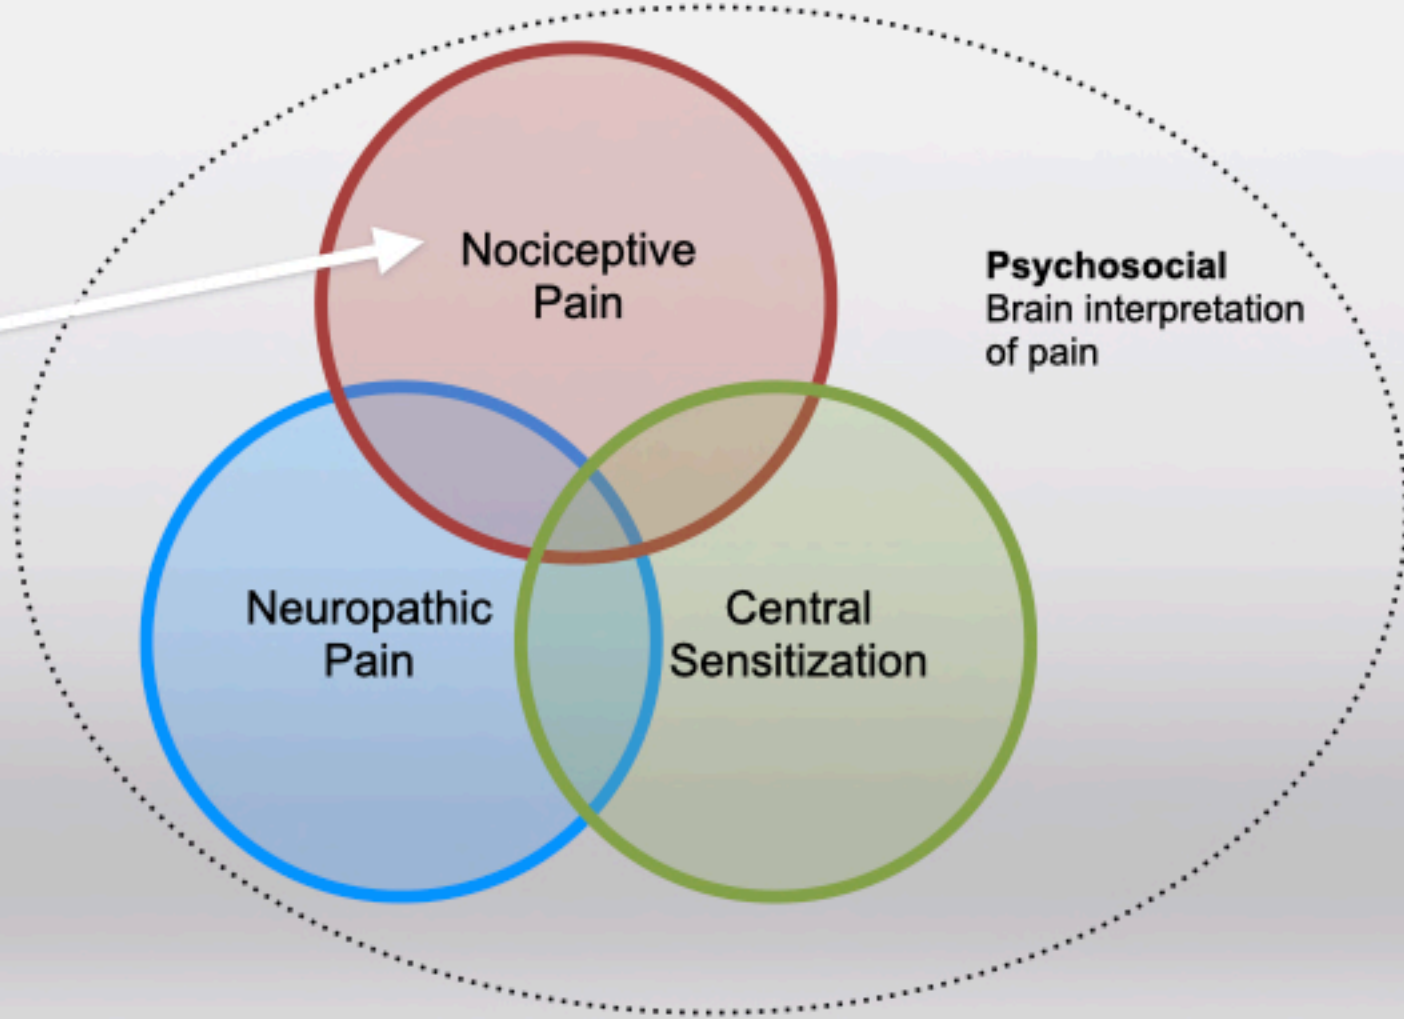 Nociceptive
Pain
Psychosocial
Brain interpretation
of pain
Neuropathic
Pain
Central
Sensitization